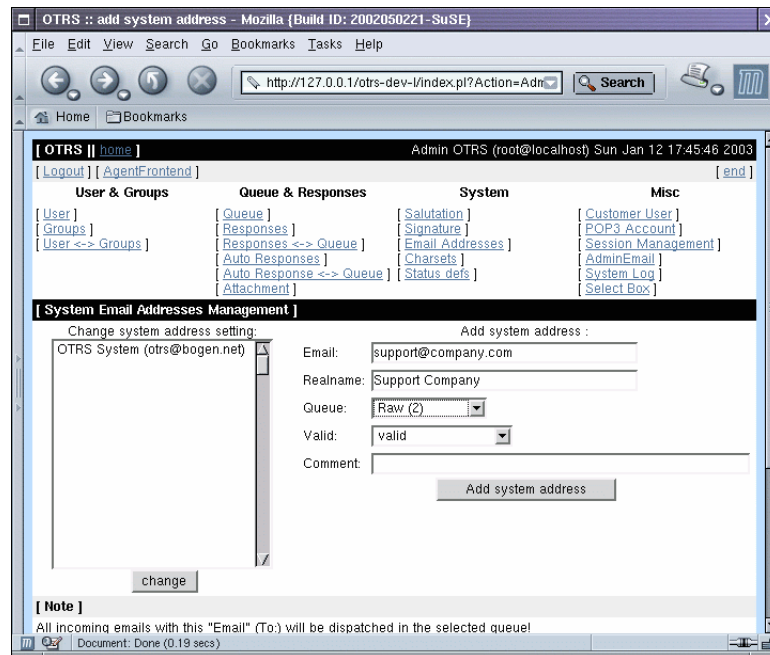 OTRS :: add system address - Mozilla {Build ID: 2002050221-SuSE}
File Edit View Search Go Bookmarks Tasks Help
http://127.0.0.1/otrs-dev-l/index.pl?Action=Adm Search
Home Bookmarks
[ OTRS || home ] Admin OTRS (root@localhost) Sun Jan 12 17:45:46 2003
[ Logout ] [ AgentFrontend ] [ end ]
User & Groups Queue & Responses System Misc
[ User ] [ Queue ] [ Salutation ] [ Customer User ]
[ Groups ] [ Responses ] [ Signature ] [ POP3 Account ]
[ User <-> Groups ] [ Responses <-> Queue ] [ Email Addresses ] [ Session Management ]
[ Auto Responses ] [ Charsets ] [ AdminEmail ]
[ Auto Response <-> Queue ] [ Status defs ] [ System Log ]
[ Attachment ] [ Select Box ]
[ System Email Addresses Management ]
Change system address setting: Add system address :
OTRS System (otrs@bogen.net)
Email: support@company.com
Realname: Support Company
Queue: Raw (2)
Valid: valid
Comment:
Add system address
change
[ Note ]
All incoming emails with this "Email" (To:) will be dispatched in the selected queue!
Document: Done (0.19 secs)